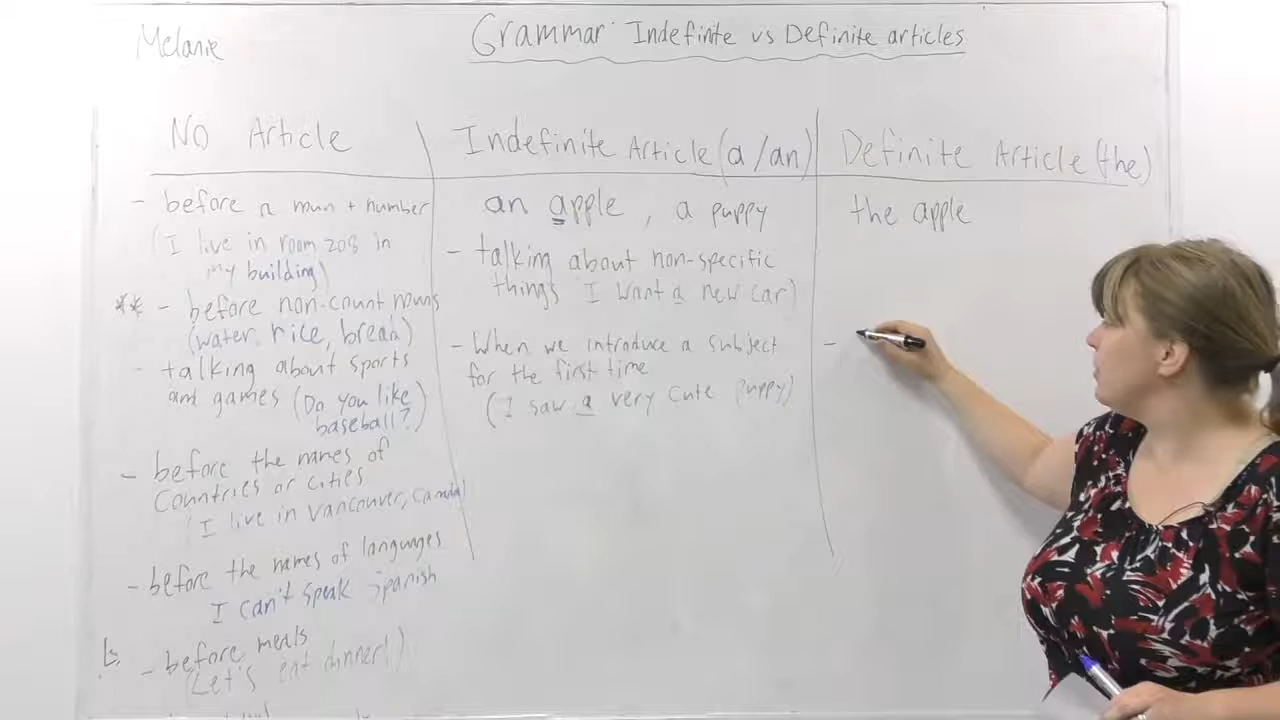 Melanie
Grammar Indefinite vs Definite articles
No Article
- before a noun + number
(I live in room 208 in
my building)
** - before non-count nouns
(water, rice, bread)
- talking about sports
and games (Do you like
baseball?)
- before the names of
Countries or cities
I live in Vancouver, Canada)
- before the names of languages
I can't speak Spanish
- before meals
(Let's eat dinner!)
Indefinite Article (a/an)
an apple, a puppy
- talking about non-specific
things I want a new car)
- When we introduce a subject
for the first time
(I saw a very cute puppy)
Definite Article (the)
the apple
-